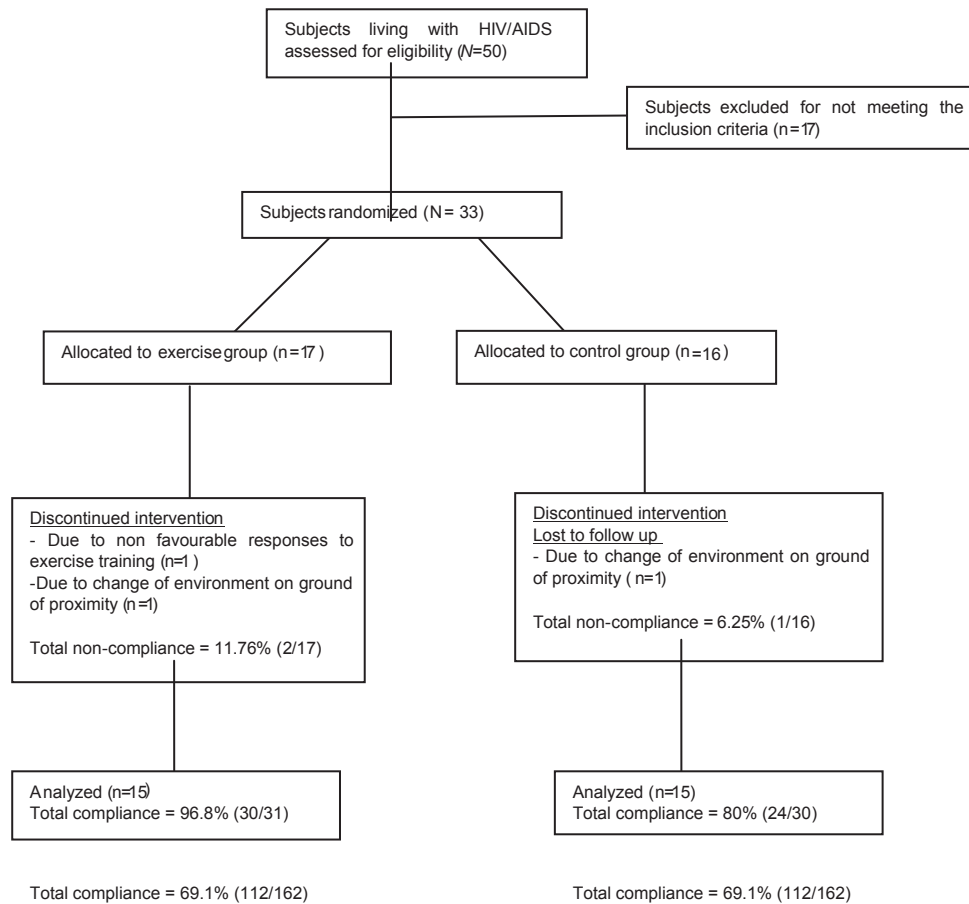 Subjects living with HIV/AIDS
assessed for eligibility (N=50)
Subjects excluded for not meeting the
inclusion criteria (n=17)
Subjects randomized (N = 33)
Allocated to exercise group (n=17)
Allocated to control group (n=16)
Discontinued intervention
- Due to non favourable responses to
exercise training (n=1)
-Due to change of environment on ground
of proximity (n=1)
Total non-compliance = 11.76% (2/17)
Discontinued intervention
Lost to follow up
- Due to change of environment on ground
of proximity (n=1)
Total non-compliance = 6.25% (1/16)
Analyzed (n=15)
Total compliance = 96.8% (30/31)
Analyzed (n=15)
Total compliance = 80% (24/30)
Total compliance = 69.1% (112/162)
Total compliance = 69.1% (112/162)